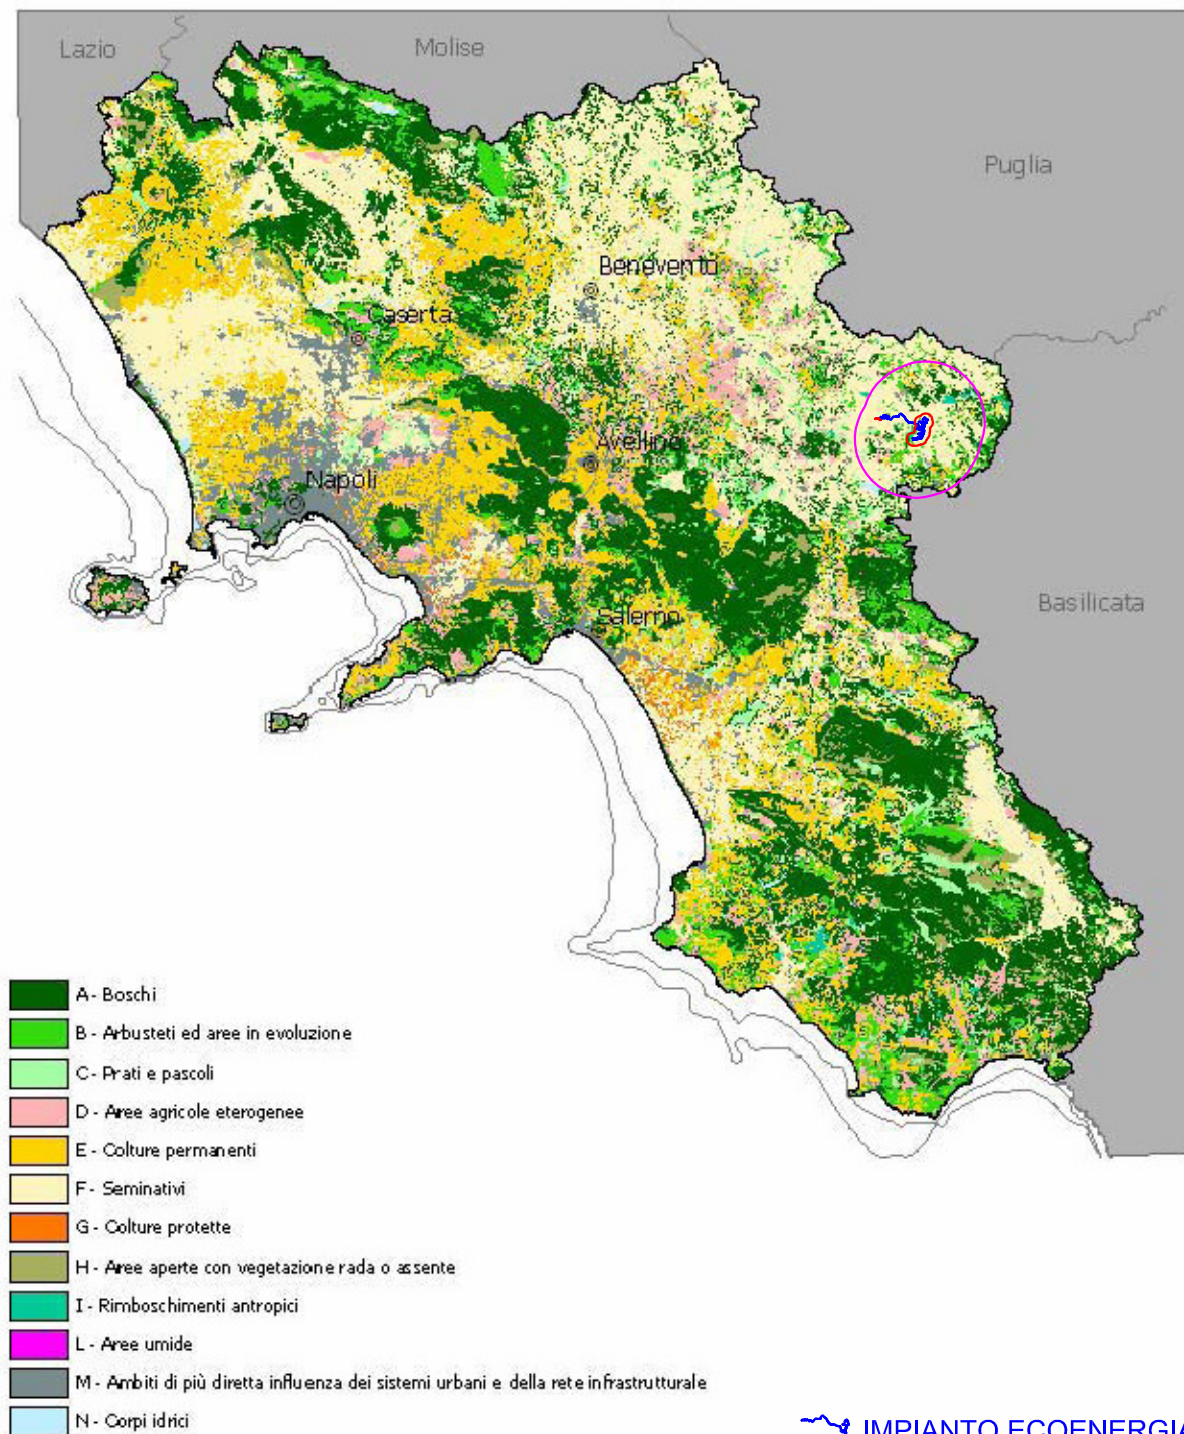 Lazio
Molise
Puglia
Benevento
Caserta
Avellino
Napoli
Salerno
Basilicata
A - Boschi
B - Arbusteti ed aree in evoluzione
C - Prati e pascoli
D - Aree agricole eterogenee
E - Colture permanenti
F - Seminativi
G - Colture protette
H - Aree aperte con vegetazione rada o assente
I - Rimboschimenti antropici
L - Aree umide
M - Ambiti di più diretta influenza dei sistemi urbani e della rete infrastrutturale
N - Corpi idrici
IMPIANTO ECOENERGIA